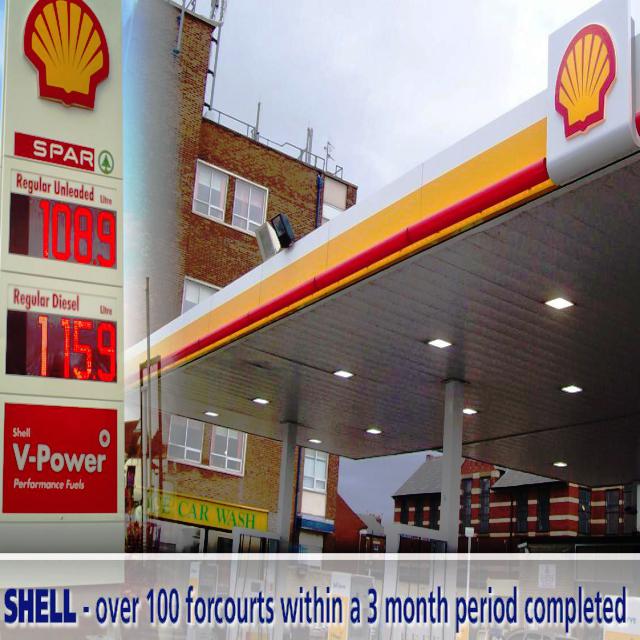 SPAR
Regular Unleaded Litre
108.9
Regular Diesel Litre
115.9
Shell
V-Power
Performance Fuels
CAR WASH
SHELL - over 100 forcourts within a 3 month period completed